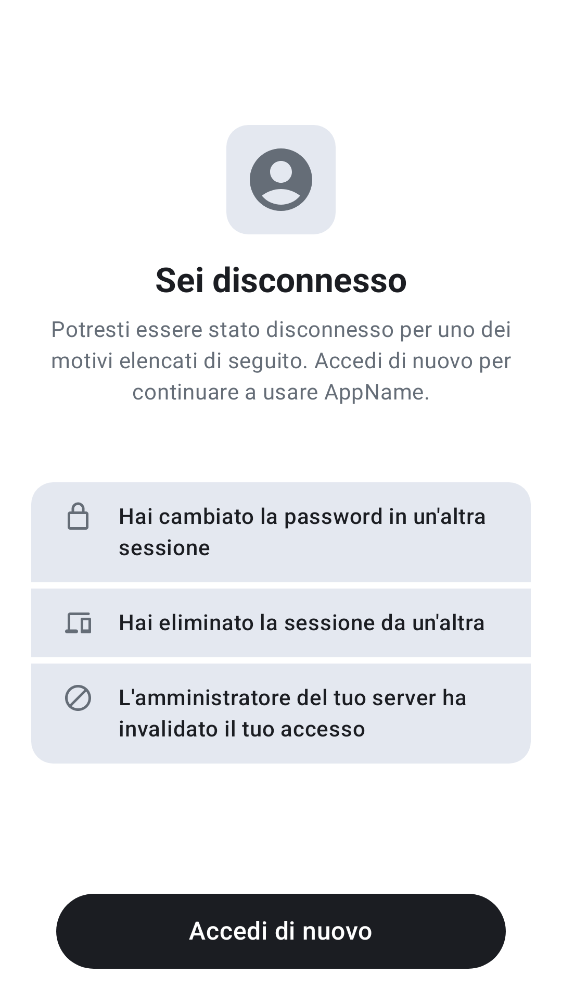 Sei disconnesso
Potresti essere stato disconnesso per uno dei
motivi elencati di seguito. Accedi di nuovo per
continuare a usare AppName.
Hai cambiato la password in un'altra
sessione
Hai eliminato la sessione da un'altra
L'amministratore del tuo server ha
invalidato il tuo accesso
Accedi di nuovo